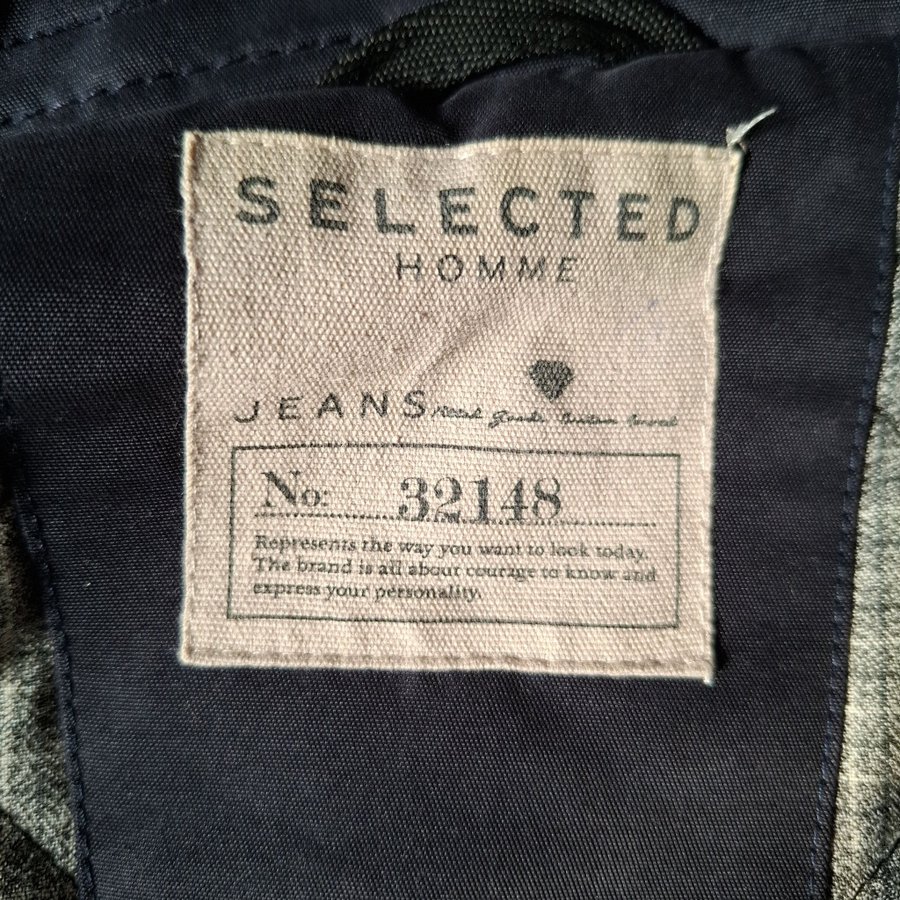 SELECTED
HOMME
JEANS
No: 32148
Represents the way you want to look today.
The brand is all about courage to know and
express your personality.